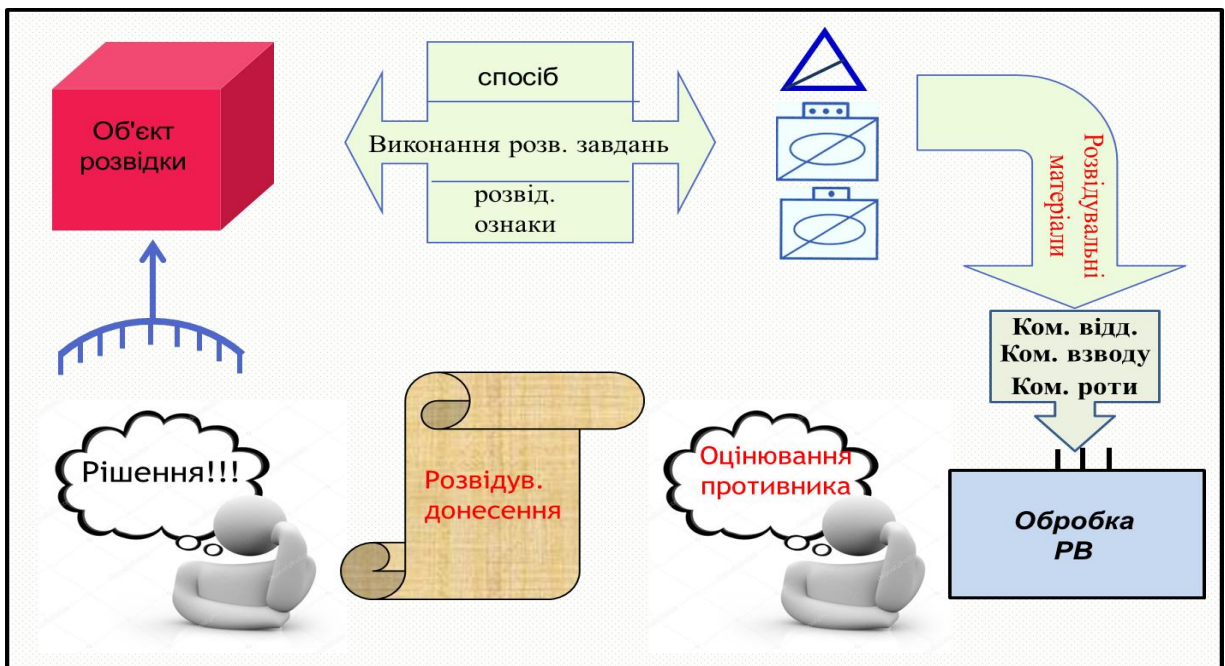 Об'єкт
розвідки
спосіб
Виконання розв. завдань
розвід.
ознаки
Розвідувальні
матеріали
Ком. відд.
Ком. взводу
Ком. роти
Обробка
РВ
Оцінювання
противника
Розвідув.
донесення
Рішення!!!